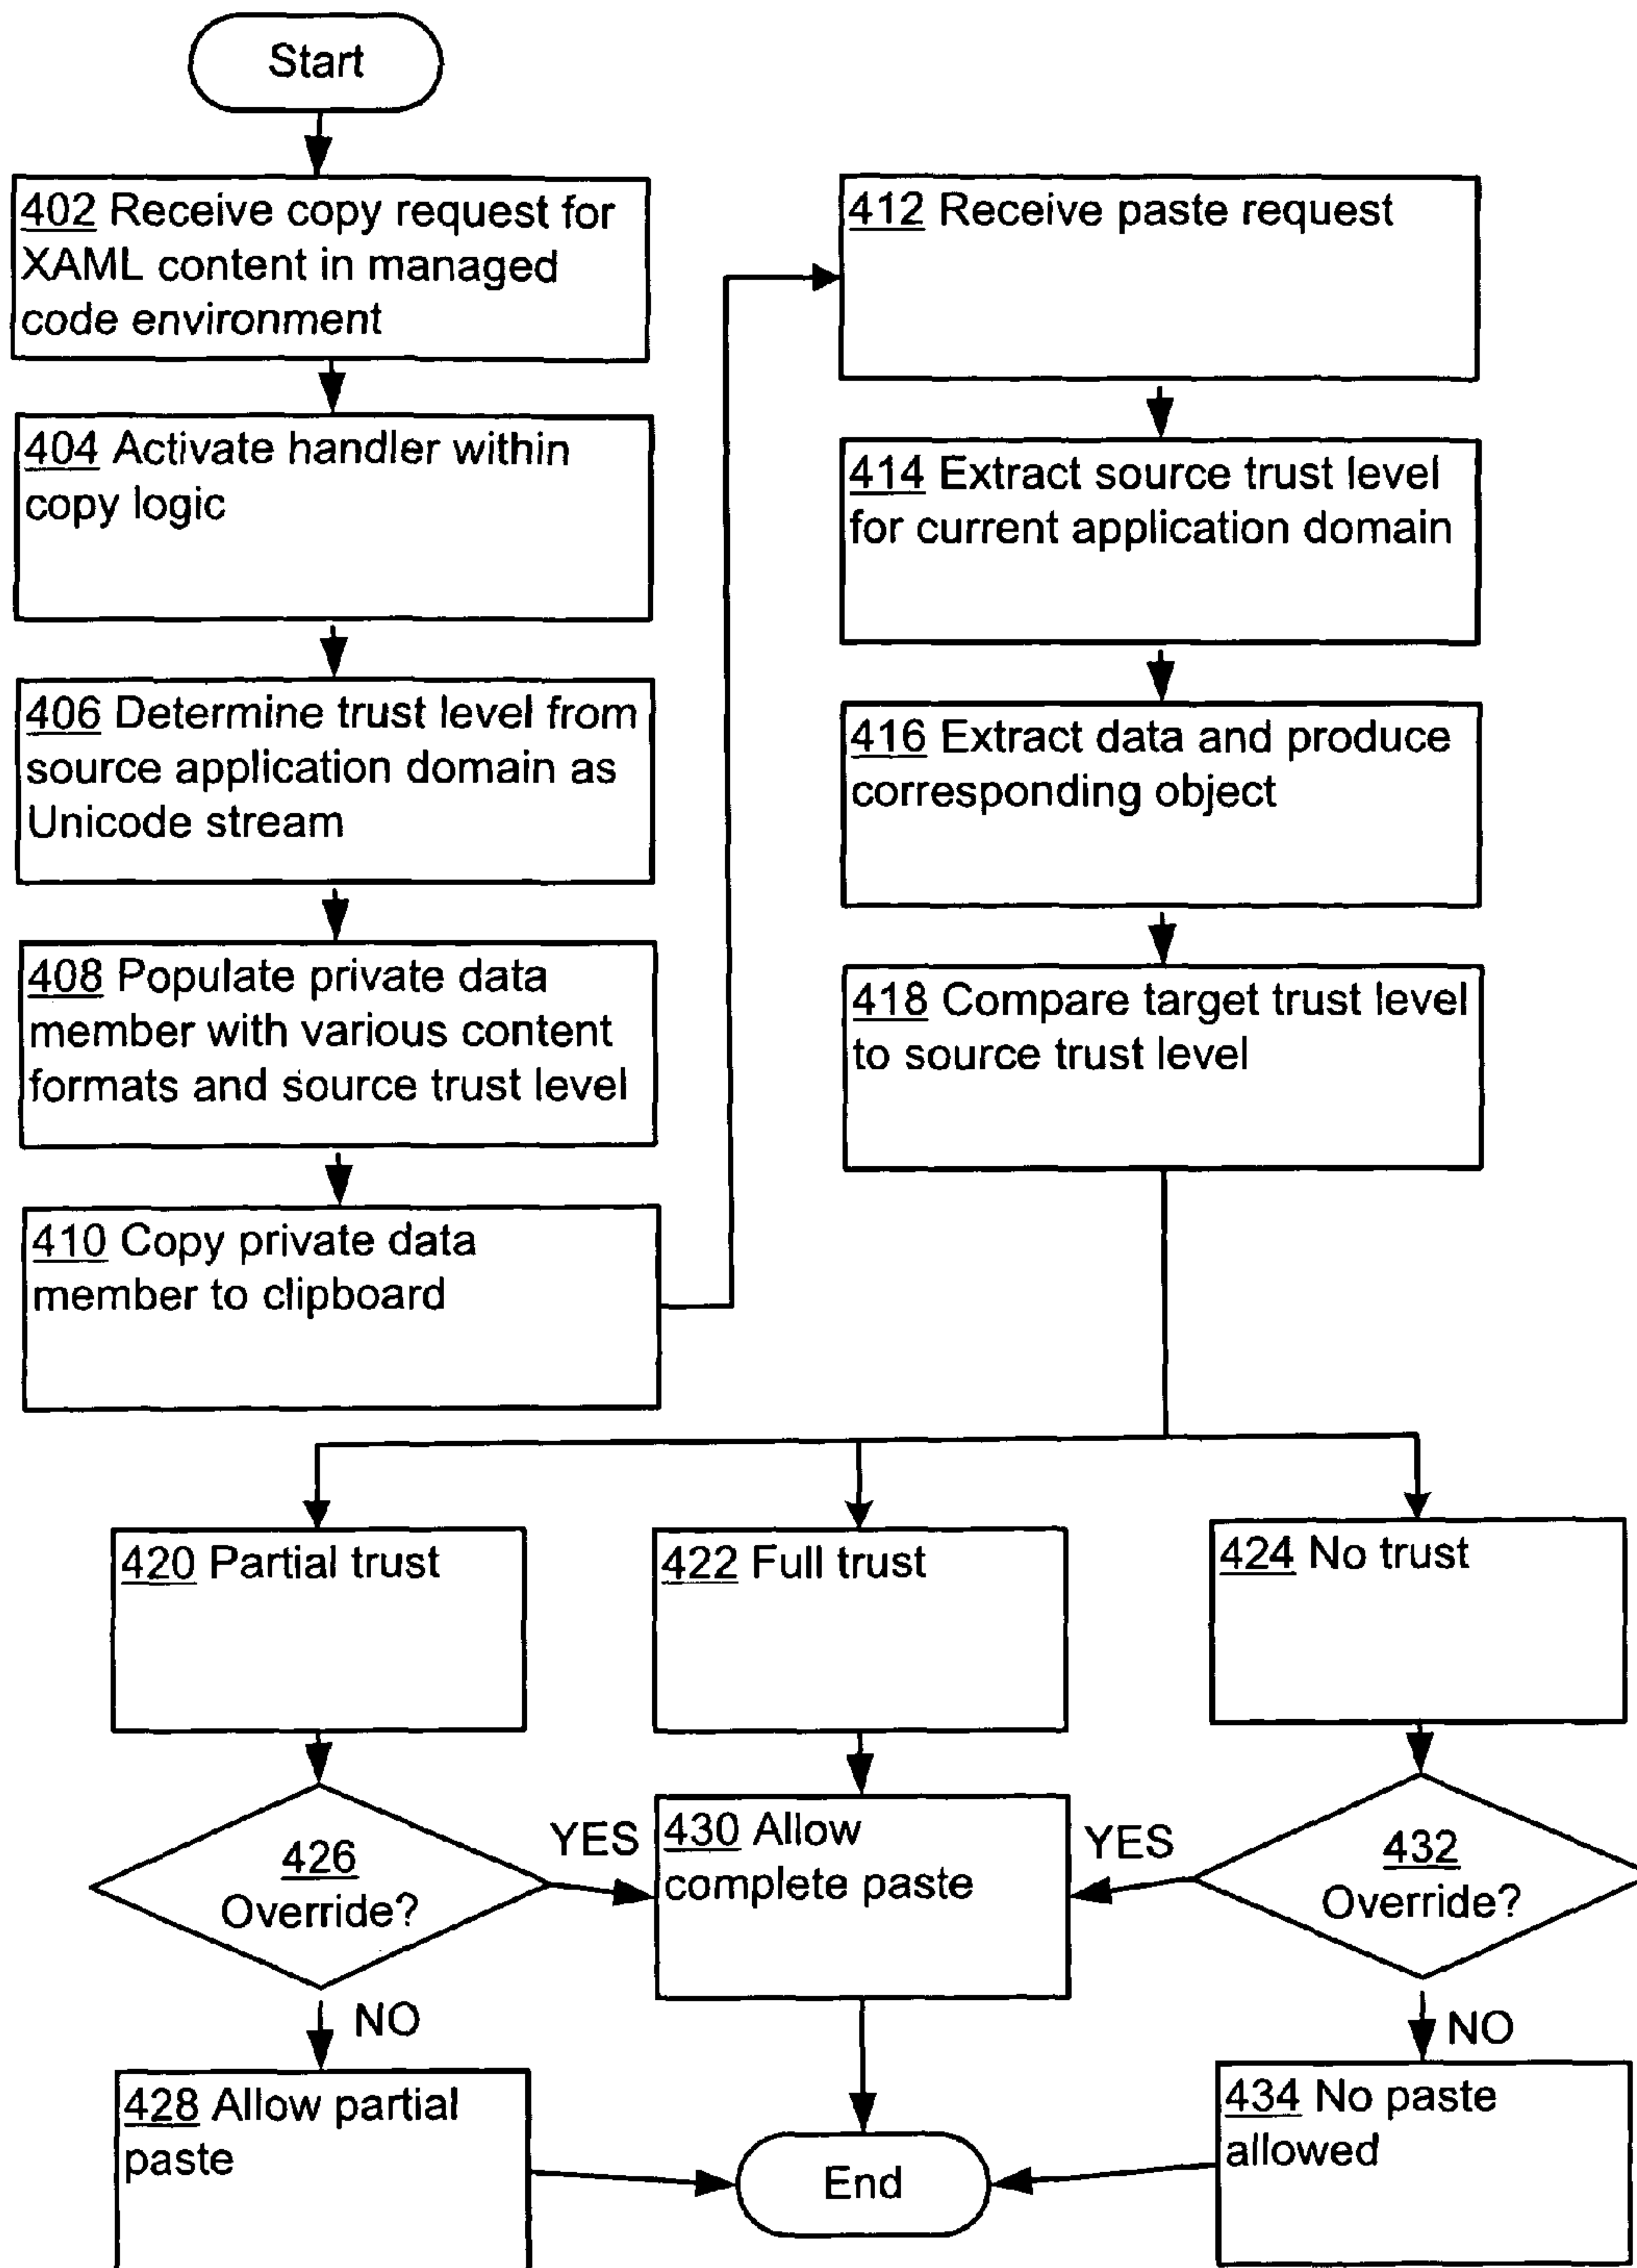 Start
402 Receive copy request for
XAML content in managed
code environment
404 Activate handler within
copy logic
406 Determine trust level from
source application domain as
Unicode stream
408 Populate private data
member with various content
formats and source trust level
410 Copy private data
member to clipboard
412 Receive paste request
414 Extract source trust level
for current application domain
416 Extract data and produce
corresponding object
418 Compare target trust level
to source trust level
420 Partial trust
422 Full trust
424 No trust
426
Override?
YES
430 Allow
complete paste
YES
432
Override?
NO
NO
428 Allow partial
paste
End
434 No paste
allowed